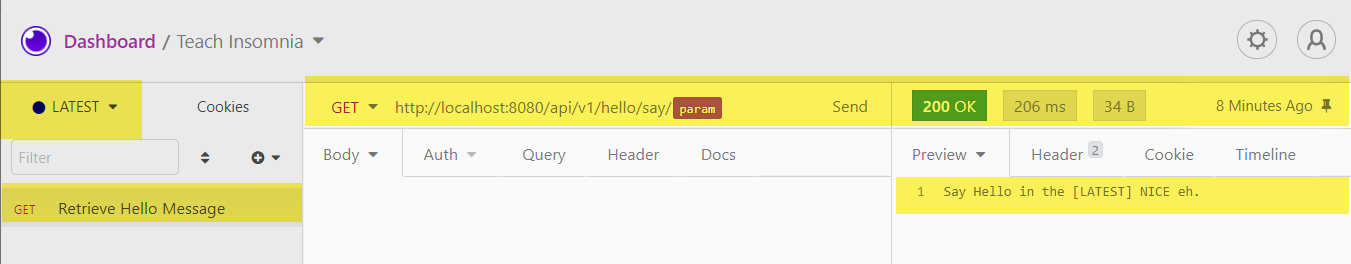 Dashboard / Teach Insomnia
LATEST
Cookies
GET http://localhost:8080/api/v1/hello/say/param Send
200 OK 206 ms 34 B 8 Minutes Ago
Filter
Body Auth Query Header Docs
Preview Header 2 Cookie Timeline
GET Retrieve Hello Message
1 Say Hello in the [LATEST] NICE eh.